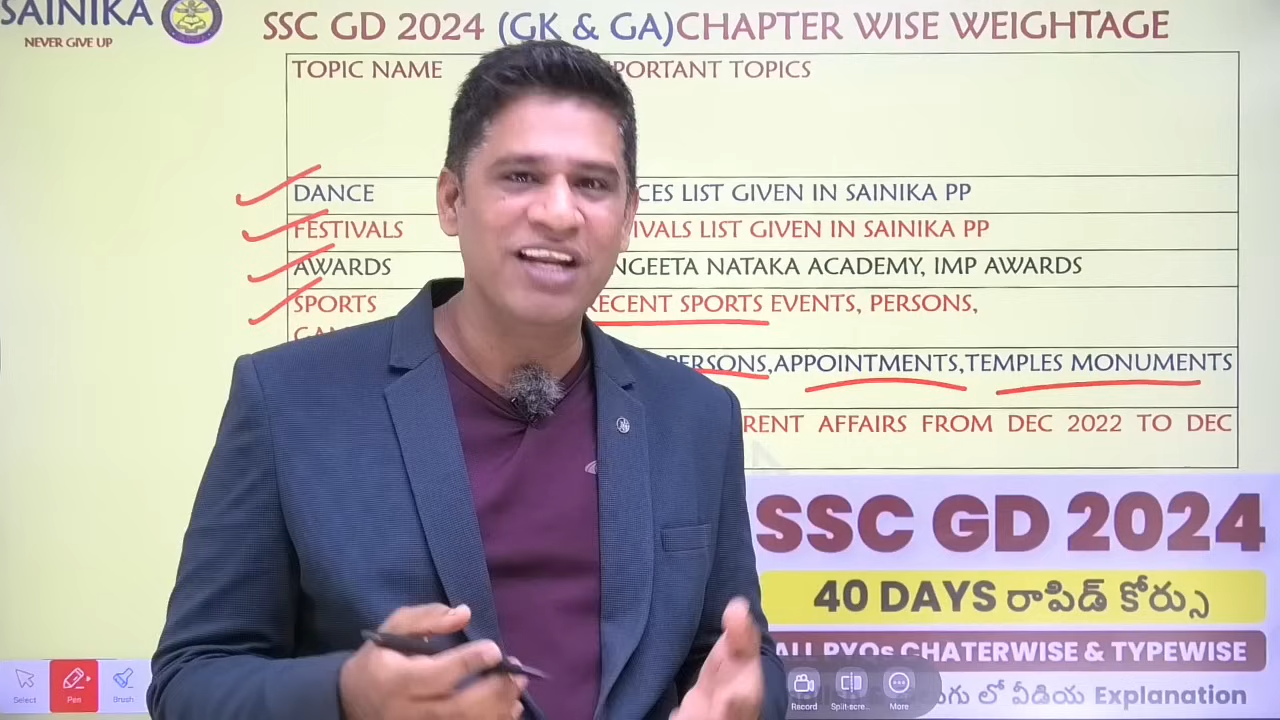 SAINIKA
NEVER GIVE UP
SSC GD 2024 (GK & GA)CHAPTER WISE WEIGHTAGE
TOPIC NAME PORTANT TOPICS
DANCE CES LIST GIVEN IN SAINIKA PP
FESTIVALS IVALS LIST GIVEN IN SAINIKA PP
AWARDS NGEETA NATAKA ACADEMY, IMP AWARDS
SPORTS RECENT SPORTS EVENTS, PERSONS,
PERSONS,APPOINTMENTS,TEMPLES MONUMENTS
RENT AFFAIRS FROM DEC 2022 TO DEC
SSC GD 2024
40 DAYS రాపిడ్ కోర్సు
ALL PYQs CHATERWISE & TYPEWISE
లో వీడియ Explanation
Select Pen Brush Record Split-scre... More